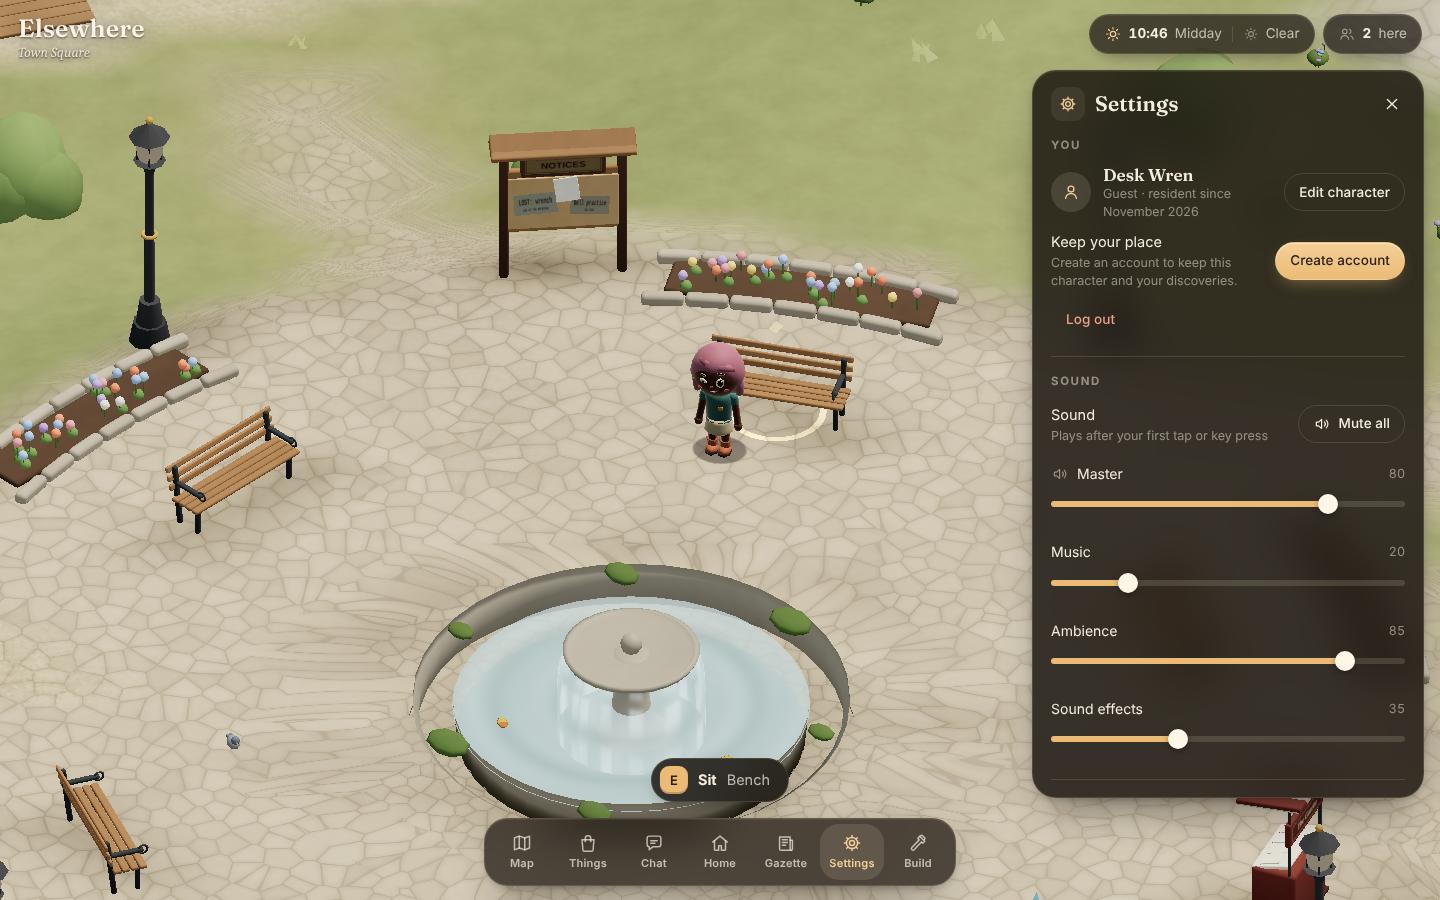 Elsewhere
Town Square
10:46 Midday
Clear
2 here
NOTICES
LOST: wrench
practice
Settings
YOU
Desk Wren
Guest · resident since
November 2026
Edit character
Keep your place
Create an account to keep this
character and your discoveries.
Create account
Log out
SOUND
Sound
Plays after your first tap or key press
Mute all
Master 80
Music 20
Ambience 85
Sound effects 35
E Sit Bench
Map
Things
Chat
Home
Gazette
Settings
Build